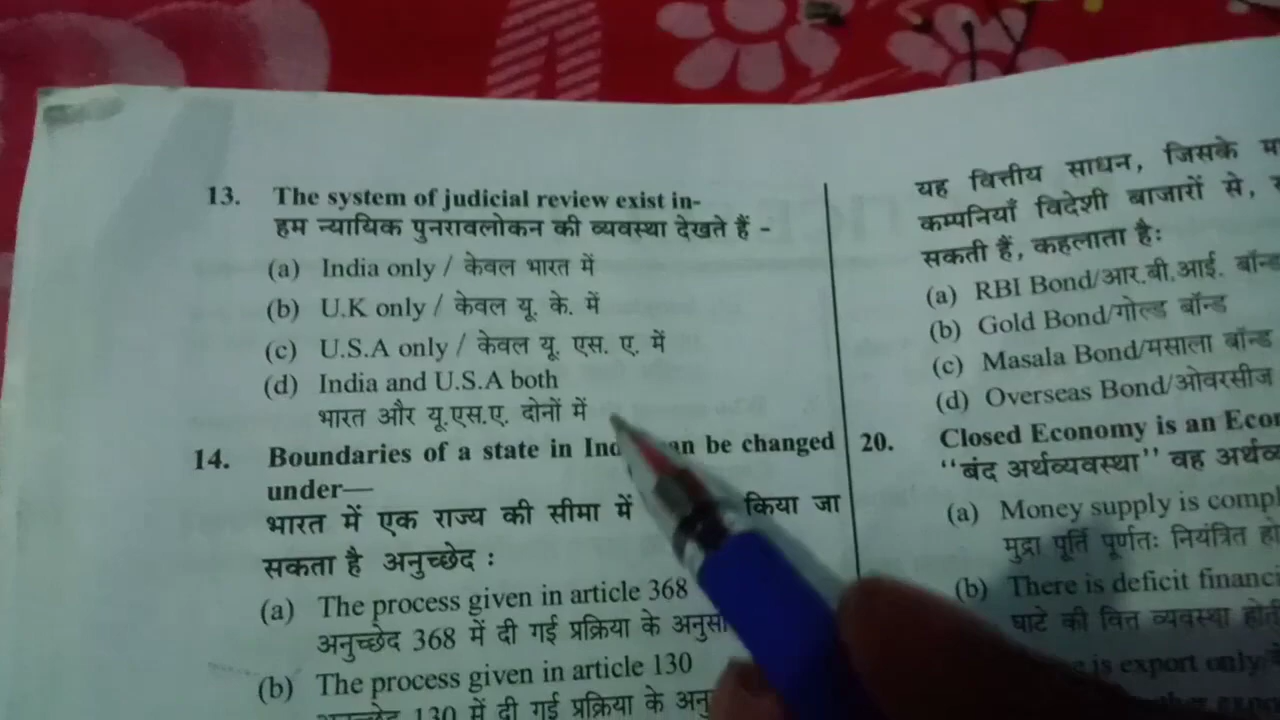 13. The system of judicial review exist in-
हम न्यायिक पुनरावलोकन की व्यवस्था देखते हैं -
(a) India only / केवल भारत में
(b) U.K only / केवल यू. के. में
(c) U.S.A only / केवल यू. एस. ए. में
(d) India and U.S.A both
भारत और यू.एस.ए. दोनों में
14. Boundaries of a state in be changed
under—
भारत में एक राज्य की सीमा में किया जा
सकता है अनुच्छेद :
(a) The process given in article 368
अनुच्छेद 368 में दी गई प्रक्रिया के
(b) The process given in article 130
अनुच्छेद 130 में दी गई प्रक्रिया के
यह वित्तीय साधन, जिसके
कम्पनियाँ विदेशी बाजारों से,
सकती हैं, कहलाता है:
(a) RBI Bond/आर.बी.आई. बॉन्ड
(b) Gold Bond/गोल्ड बॉन्ड
(c) Masala Bond/मसाला बॉन्ड
(d) Overseas Bond/ओवरसीज
20. Closed Economy is an
“बंद अर्थव्यवस्था” वह
(a) Money supply is
मुद्रा पूर्ति पूर्णतः नियंत्रित
(b) There is deficit
घाटे की वित्त व्यवस्था
is export only